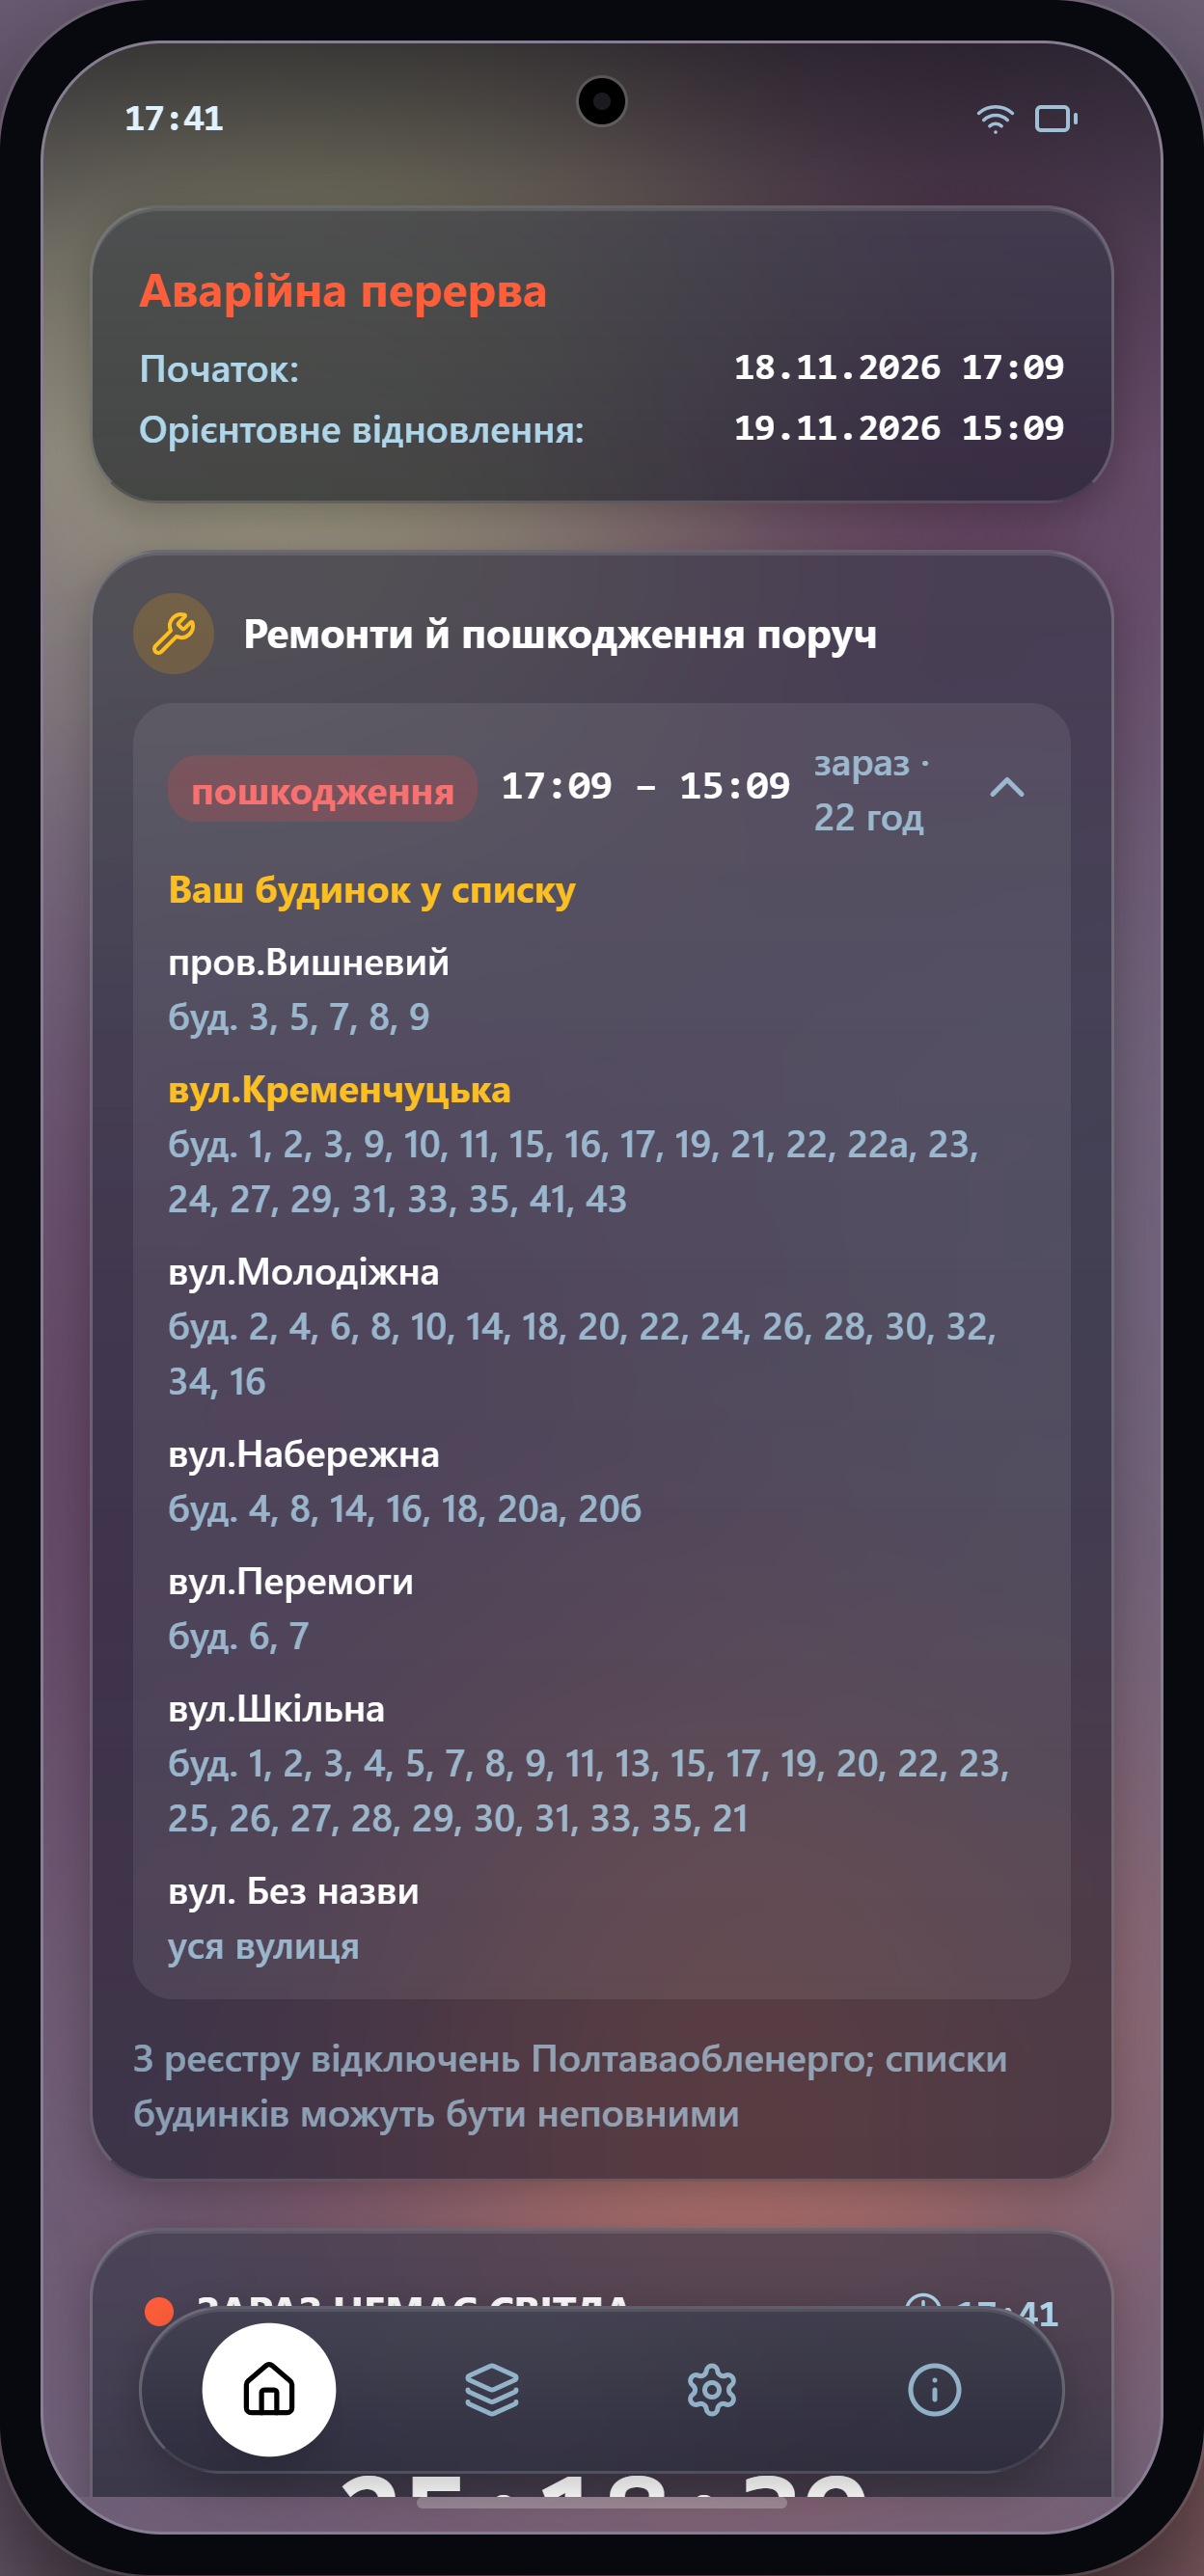 17:41
Аварійна перерва
Початок: 18.11.2026 17:09
Орієнтовне відновлення: 19.11.2026 15:09
Ремонти й пошкодження поруч
пошкодження 17:09 – 15:09 зараз ·
22 год
Ваш будинок у списку
пров.Вишневий
буд. 3, 5, 7, 8, 9
вул.Кременчуцька
буд. 1, 2, 3, 9, 10, 11, 15, 16, 17, 19, 21, 22, 22а, 23,
24, 27, 29, 31, 33, 35, 41, 43
вул.Молодіжна
буд. 2, 4, 6, 8, 10, 14, 18, 20, 22, 24, 26, 28, 30, 32,
34, 16
вул.Набережна
буд. 4, 8, 14, 16, 18, 20а, 20б
вул.Перемоги
буд. 6, 7
вул.Шкільна
буд. 1, 2, 3, 4, 5, 7, 8, 9, 11, 13, 15, 17, 19, 20, 22, 23,
25, 26, 27, 28, 29, 30, 31, 33, 35, 21
вул. Без назви
уся вулиця
З реєстру відключень Полтаваобленерго; списки
будинків можуть бути неповними
ЗАРАЗ НЕМАЄ СВІТЛА 17:41